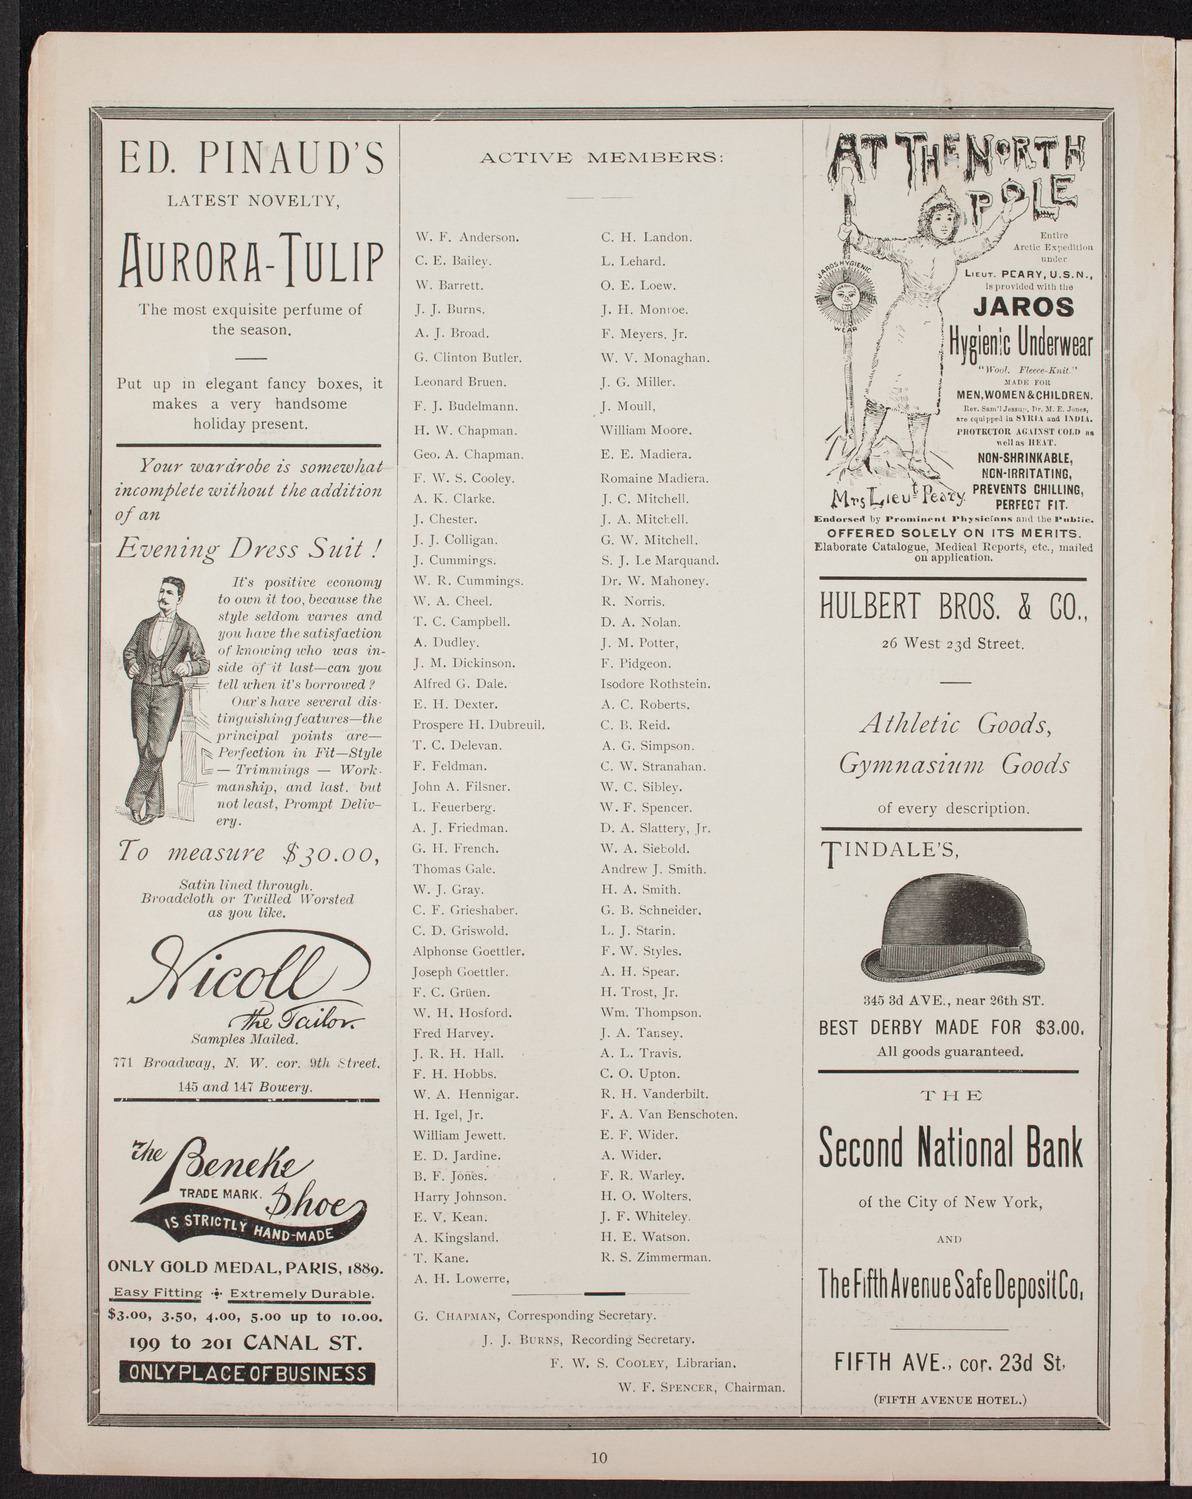 ED. PINAUD'S
LATEST NOVELTY,
AURORA-TULIP
The most exquisite perfume of
the season.
Put up in elegant fancy boxes, it
makes a very handsome
holiday present.
Your wardrobe is somewhat
incomplete without the addition
of an
Evening Dress Suit !
It's positive economy
to own it too, because the
style seldom varies and
you have the satisfaction
of knowing who was in-
side of it last—can you
tell when it's borrowed ?
Our's have several dis-
tinguishing features—the
principal points are—
Perfection in Fit—Style
— Trimmings — Work-
manship, and last, but
not least, Prompt Deliv-
ery.
To measure $30.00,
Satin lined through.
Broadcloth or Twilled Worsted
as you like.
Nicoll
the Tailor.
Samples Mailed.
771 Broadway, N. W. cor. 9th Street.
145 and 147 Bowery.
The Beneke
TRADE MARK. Shoe
IS STRICTLY HAND-MADE
ONLY GOLD MEDAL, PARIS, 1889.
Easy Fitting ✢ Extremely Durable.
$3.00, 3.50, 4.00, 5.00 up to 10.00.
199 to 201 CANAL ST.
ONLY PLACE OF BUSINESS
ACTIVE MEMBERS:
W. F. Anderson.
C. E. Bailey.
W. Barrett.
J. J. Burns.
A. J. Broad.
G. Clinton Butler.
Leonard Bruen.
F. J. Budelmann.
H. W. Chapman.
Geo. A. Chapman.
F. W. S. Cooley.
A. K. Clarke.
J. Chester.
J. J. Colligan.
J. Cummings.
W. R. Cummings.
W. A. Cheel.
T. C. Campbell.
A. Dudley.
J. M. Dickinson.
Alfred G. Dale.
E. H. Dexter.
Prospere H. Dubreuil.
T. C. Delevan.
F. Feldman.
John A. Filsner.
L. Feuerberg.
A. J. Friedman.
G. H. French.
Thomas Gale.
W. J. Gray.
C. F. Grieshaber.
C. D. Griswold.
Alphonse Goettler.
Joseph Goettler.
F. C. Grüen.
W. H. Hosford.
Fred Harvey.
J. R. H. Hall.
F. H. Hobbs.
W. A. Hennigar.
H. Igel, Jr.
William Jewett.
E. D. Jardine.
B. F. Jones.
Harry Johnson.
E. V. Kean.
A. Kingsland.
T. Kane.
A. H. Lowerre,
C. H. Landon.
L. Lehard.
O. E. Loew.
J. H. Monroe.
F. Meyers, Jr.
W. V. Monaghan.
J. G. Miller.
J. Moull,
William Moore.
E. E. Madiera.
Romaine Madiera.
J. C. Mitchell.
J. A. Mitchell.
G. W. Mitchell.
S. J. Le Marquand.
Dr. W. Mahoney.
R. Norris.
D. A. Nolan.
J. M. Potter,
F. Pidgeon.
Isodore Rothstein.
A. C. Roberts.
C. B. Reid.
A. G. Simpson.
C. W. Stranahan.
W. C. Sibley.
W. F. Spencer.
D. A. Slattery, Jr.
W. A. Siebold.
Andrew J. Smith.
H. A. Smith.
G. B. Schneider.
L. J. Starin.
F. W. Styles.
A. H. Spear.
H. Trost, Jr.
Wm. Thompson.
J. A. Tansey.
A. L. Travis.
C. O. Upton.
R. H. Vanderbilt.
F. A. Van Benschoten.
E. F. Wider.
A. Wider.
F. R. Warley.
H. O. Wolters.
J. F. Whiteley.
H. E. Watson.
R. S. Zimmerman.
G. CHAPMAN, Corresponding Secretary.
J. J. BURNS, Recording Secretary.
F. W. S. COOLEY, Librarian.
W. F. SPENCER, Chairman.
AT THE NORTH
POLE
JAROS HYGIENIC
WEAR
Entire
Arctic Expedition
under
LIEUT. PEARY, U.S.N.,
is provided with the
JAROS
Hygienic Underwear
"Wool. Fleece-Knit."
MADE FOR
MEN, WOMEN & CHILDREN.
Rev. Sam'l Jessup, Dr. M. E. Jones,
are equipped in SYRIA and INDIA.
PROTECTOR AGAINST COLD as
well as HEAT.
NON-SHRINKABLE,
NON-IRRITATING,
PREVENTS CHILLING,
PERFECT FIT.
Mrs Lieut Peary.
Endorsed by Prominent Physicians and the Public.
OFFERED SOLELY ON ITS MERITS.
Elaborate Catalogue, Medical Reports, etc., mailed
on application.
HULBERT BROS. & CO.,
26 West 23d Street.
Athletic Goods,
Gymnasium Goods
of every description.
TINDALE'S,
345 3d AVE., near 26th ST.
BEST DERBY MADE FOR $3.00.
All goods guaranteed.
THE
Second National Bank
of the City of New York,
AND
The Fifth Avenue Safe Deposit Co,
FIFTH AVE., cor. 23d St.
(FIFTH AVENUE HOTEL.)
10